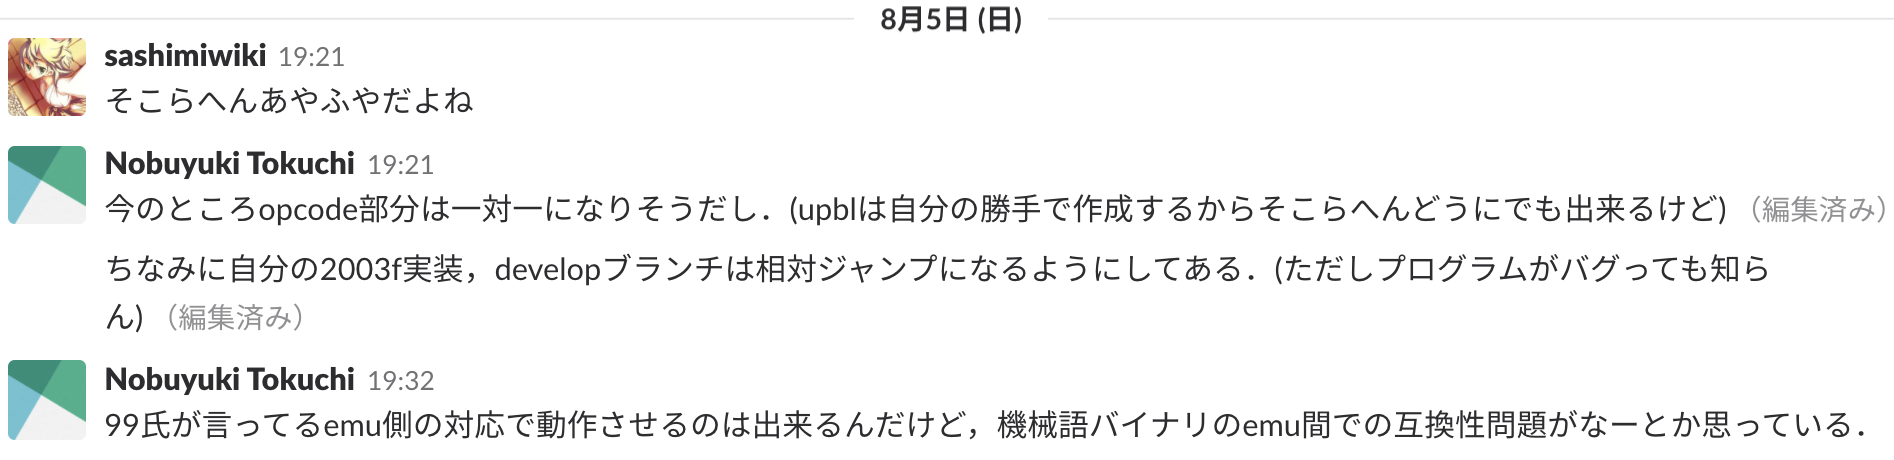 8月5日 (日)
sashimiwiki 19:21
そこらへんあやふやだよね
Nobuyuki Tokuchi 19:21
今のところopcode部分は一対一になりそうだし．(upblは自分の勝手で作成するからそこらへんどうにでも出来るけど) （編集済み）
ちなみに自分の2003f実装，developブランチは相対ジャンプになるようにしてある．(ただしプログラムがバグってても知ら
ん) （編集済み）
Nobuyuki Tokuchi 19:32
99氏が言ってるemu側の対応で動作させるのは出来るんだけど，機械語バイナリのemu間での互換性問題がなーとか思っている．